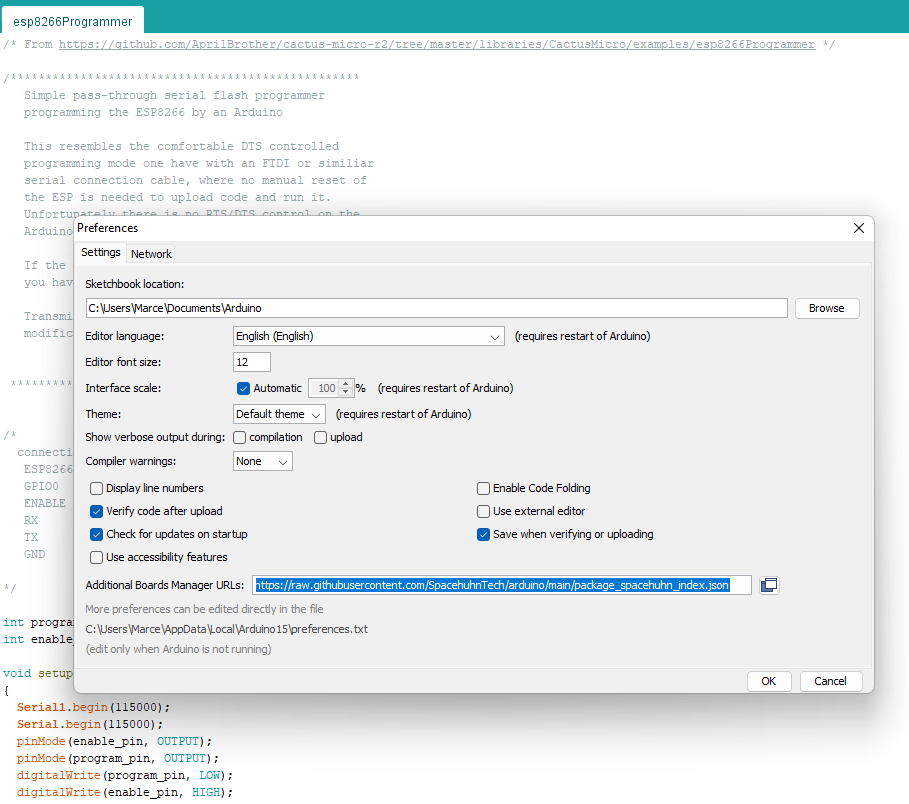 esp8266Programmer
/* From https://github.com/AprilBrother/cactus-micro-r2/tree/master/libraries/CactusMicro/examples/esp8266Programmer */
/**************************************************
Simple pass-through serial flash programmer
programming the ESP8266 by an Arduino
This resembles the comfortable DTS controlled
programming mode one have with an FTDI or similiar
serial connection cable, where no manual reset of
the ESP is needed to upload code and run it.
Unfortunately there is no RTS/DTS control on the
Arduino
If the
you hav
Transmi
modific
*********
/*
connecti
ESP8266
GPIO0
ENABLE
RX
TX
GND
*/
int progra
int enable_
void setup
{
Serial1.begin(115000);
Serial.begin(115000);
pinMode(enable_pin, OUTPUT);
pinMode(program_pin, OUTPUT);
digitalWrite(program_pin, LOW);
digitalWrite(enable_pin, HIGH);
Preferences
Settings Network
Sketchbook location:
C:\Users\Marce\Documents\Arduino Browse
Editor language: English (English) (requires restart of Arduino)
Editor font size: 12
Interface scale: Automatic 100 % (requires restart of Arduino)
Theme: Default theme (requires restart of Arduino)
Show verbose output during: compilation upload
Compiler warnings: None
Display line numbers Enable Code Folding
Verify code after upload Use external editor
Check for updates on startup Save when verifying or uploading
Use accessibility features
Additional Boards Manager URLs: https://raw.githubusercontent.com/SpacehuhnTech/arduino/main/package_spacehuhn_index.json
More preferences can be edited directly in the file
C:\Users\Marce\AppData\Local\Arduino15\preferences.txt
(edit only when Arduino is not running)
OK Cancel